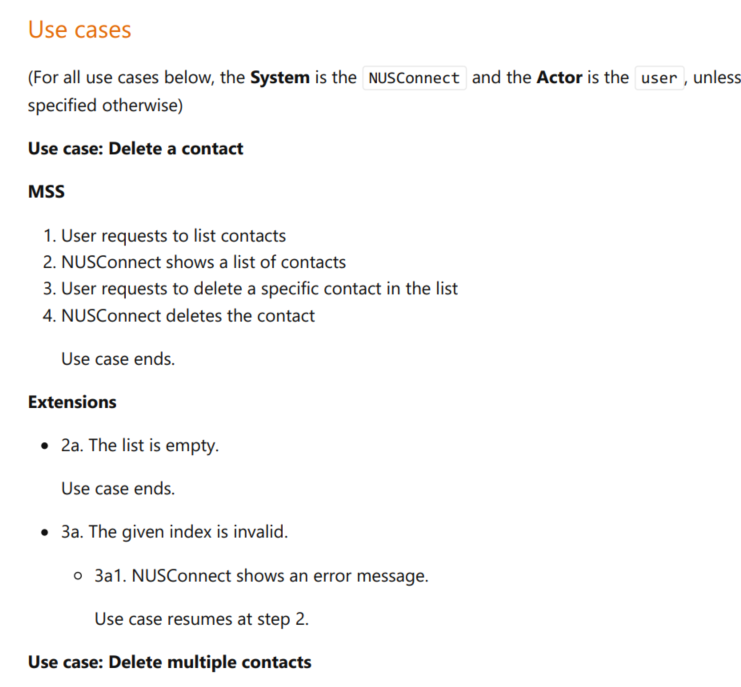 Use cases
(For all use cases below, the System is the NUSConnect and the Actor is the user, unless
specified otherwise)
Use case: Delete a contact
MSS
1. User requests to list contacts
2. NUSConnect shows a list of contacts
3. User requests to delete a specific contact in the list
4. NUSConnect deletes the contact
Use case ends.
Extensions
• 2a. The list is empty.
Use case ends.
• 3a. The given index is invalid.
○ 3a1. NUSConnect shows an error message.
Use case resumes at step 2.
Use case: Delete multiple contacts